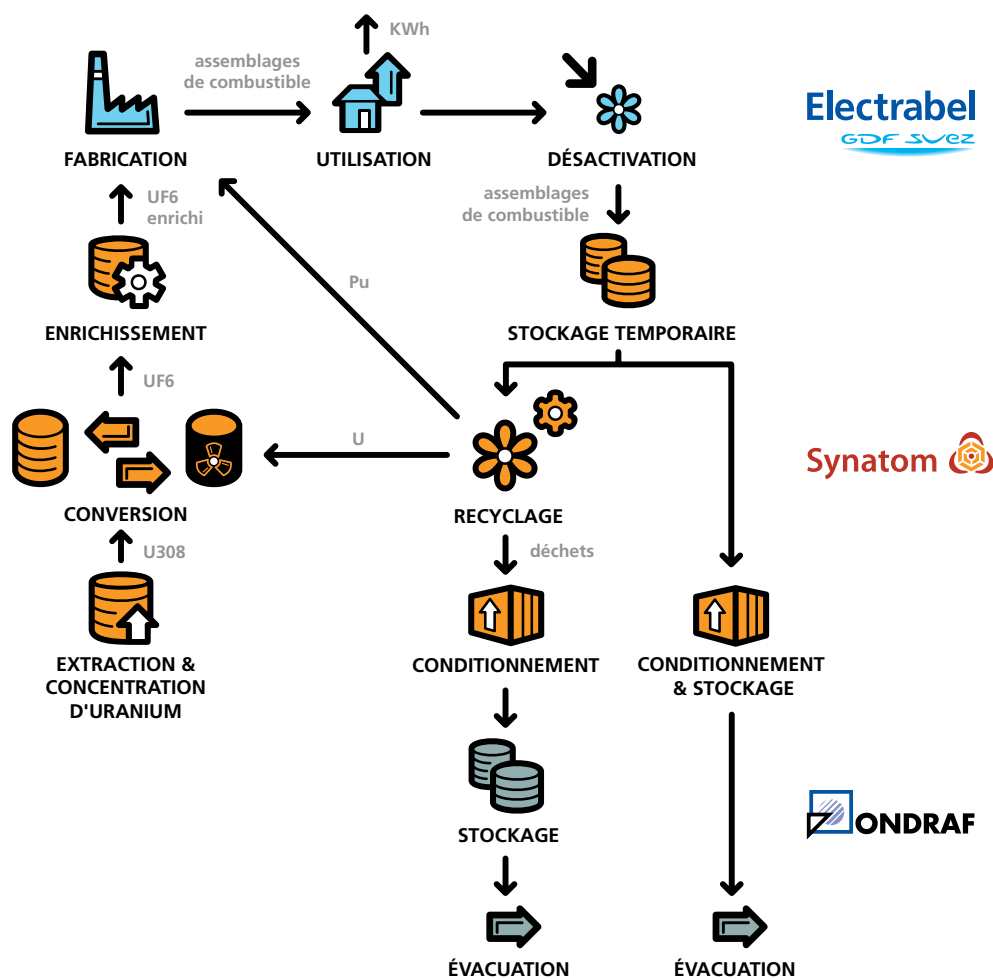 KWh
assemblages
de combustible
Electrabel
GDF SUEZ
FABRICATION
UTILISATION
DÉSACTIVATION
UF6
enrichi
assemblages
de combustible
Pu
ENRICHISSEMENT
STOCKAGE TEMPORAIRE
UF6
U
Synatom
CONVERSION
RECYCLAGE
U308
déchets
EXTRACTION &
CONCENTRATION
D'URANIUM
CONDITIONNEMENT
CONDITIONNEMENT
& STOCKAGE
ONDRAF
STOCKAGE
ÉVACUATION
ÉVACUATION